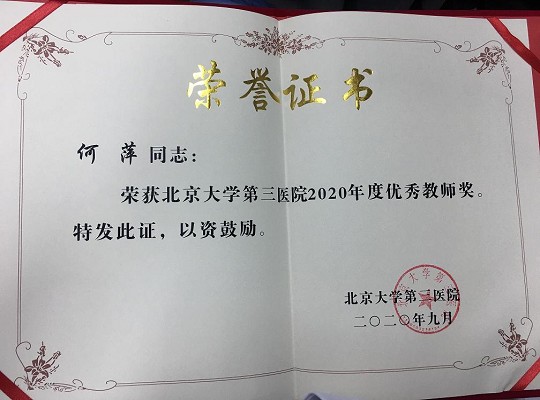 荣誉证书
何萍同志：
荣获北京大学第三医院2020年度优秀教师奖。
特发此证，以资鼓励。
北京大学第三医院
二〇二〇年九月